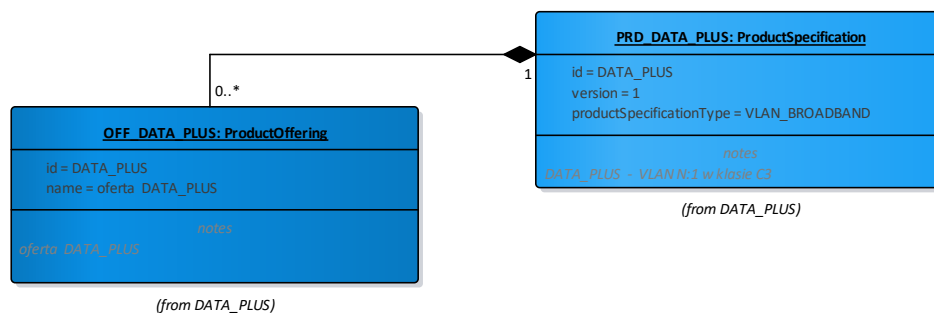 PRD_DATA_PLUS: ProductSpecification
id = DATA_PLUS
version = 1
productSpecificationType = VLAN_BROADBAND
notes
DATA_PLUS - VLAN N:1 w klasie C3
(from DATA_PLUS)
1
0..*
OFF_DATA_PLUS: ProductOffering
id = DATA_PLUS
name = oferta DATA_PLUS
notes
oferta DATA_PLUS
(from DATA_PLUS)